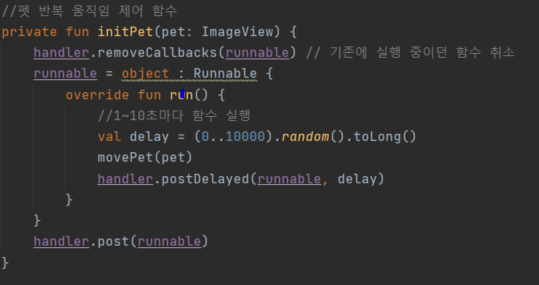 //펫 반복 움직임 제어 함수
private fun initPet(pet: ImageView) {
    handler.removeCallbacks(runnable) // 기존에 실행 중이던 함수 취소
    runnable = object : Runnable {
        override fun run() {
            //1~10초마다 함수 실행
            val delay = (0..10000).random().toLong()
            movePet(pet)
            handler.postDelayed(runnable, delay)
        }
    }
    handler.post(runnable)
}